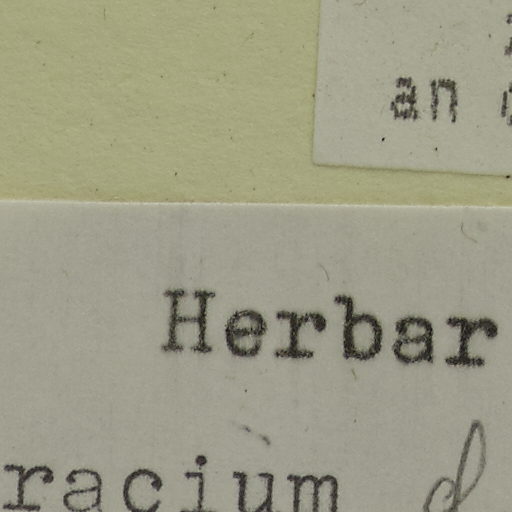 an
Herbar
racium d